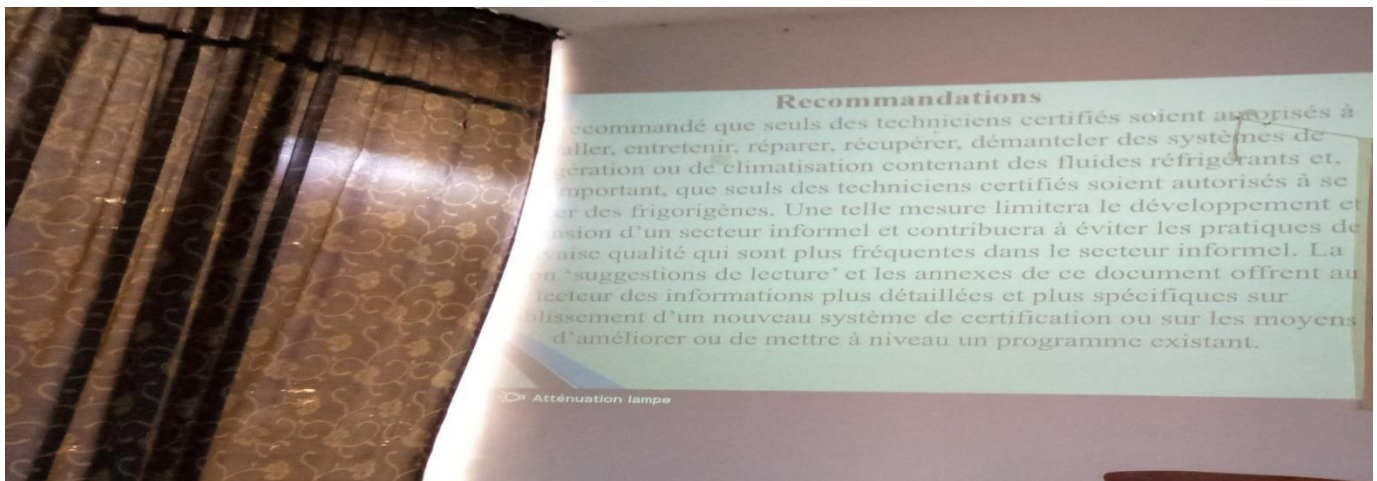 Recommandations
ecommandé que seuls des techniciens certifiés soient autorisés à
aller, entretenir, réparer, récupérer, démanteler des systèmes de
gération ou de climatisation contenant des fluides réfrigérants et,
mportant, que seuls des techniciens certifiés soient autorisés à se
er des frigorigènes. Une telle mesure limitera le développement et
nsion d'un secteur informel et contribuera à éviter les pratiques de
vaise qualité qui sont plus fréquentes dans le secteur informel. La
on 'suggestions de lecture' et les annexes de ce document offrent au
lecteur des informations plus détaillées et plus spécifiques sur
blissement d'un nouveau système de certification ou sur les moyens
d'améliorer ou de mettre à niveau un programme existant.
Atténuation lampe